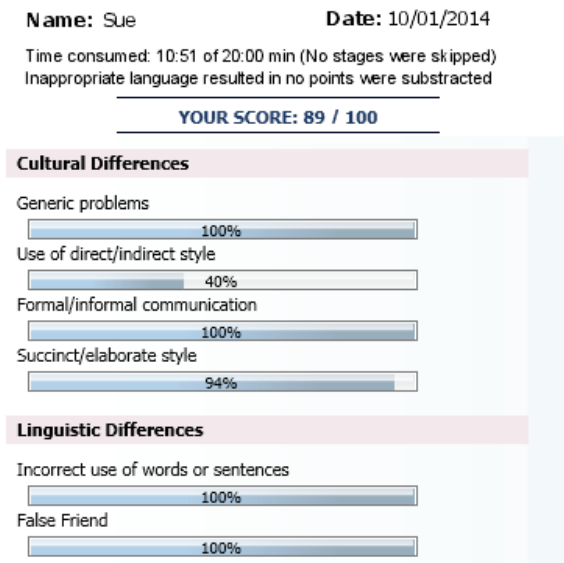 Name: Sue Date: 10/01/2014
Time consumed: 10:51 of 20:00 min (No stages were skipped)
Inappropriate language resulted in no points were substracted
YOUR SCORE: 89 / 100
Cultural Differences
Generic problems
100%
Use of direct/indirect style
40%
Formal/informal communication
100%
Succinct/elaborate style
94%
Linguistic Differences
Incorrect use of words or sentences
100%
False Friend
100%